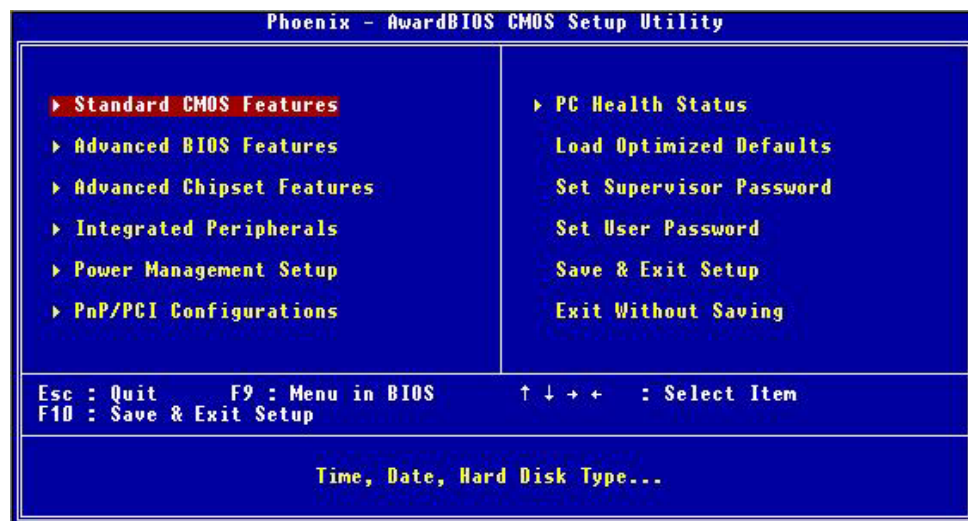 Phoenix - AwardBIOS CMOS Setup Utility
▸ Standard CMOS Features
▸ Advanced BIOS Features
▸ Advanced Chipset Features
▸ Integrated Peripherals
▸ Power Management Setup
▸ PnP/PCI Configurations
▸ PC Health Status
Load Optimized Defaults
Set Supervisor Password
Set User Password
Save & Exit Setup
Exit Without Saving
Esc : Quit F9 : Menu in BIOS ↑ ↓ → ← : Select Item
F10 : Save & Exit Setup
Time, Date, Hard Disk Type...